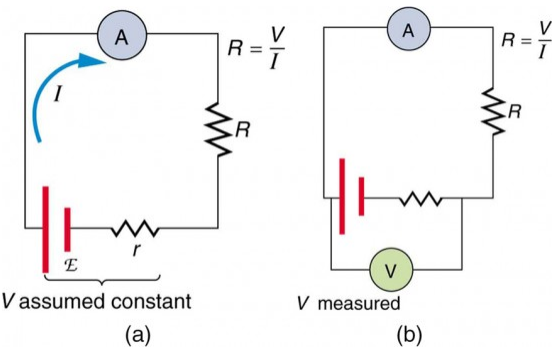 A
R = V/I
I
R
ℰ
r
V assumed constant
(a)
A
R = V/I
R
V
V measured
(b)